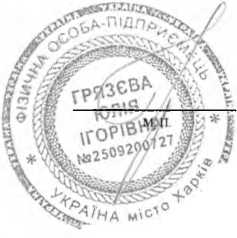 ФІЗИЧНА ОСОБА-ПІДПРИЄМЕЦЬ
ГРЯЗЄВА
ЮЛІЯ
ІГОРІВНА
М.П.
№2509200727
* УКРАЇНА місто Харків *